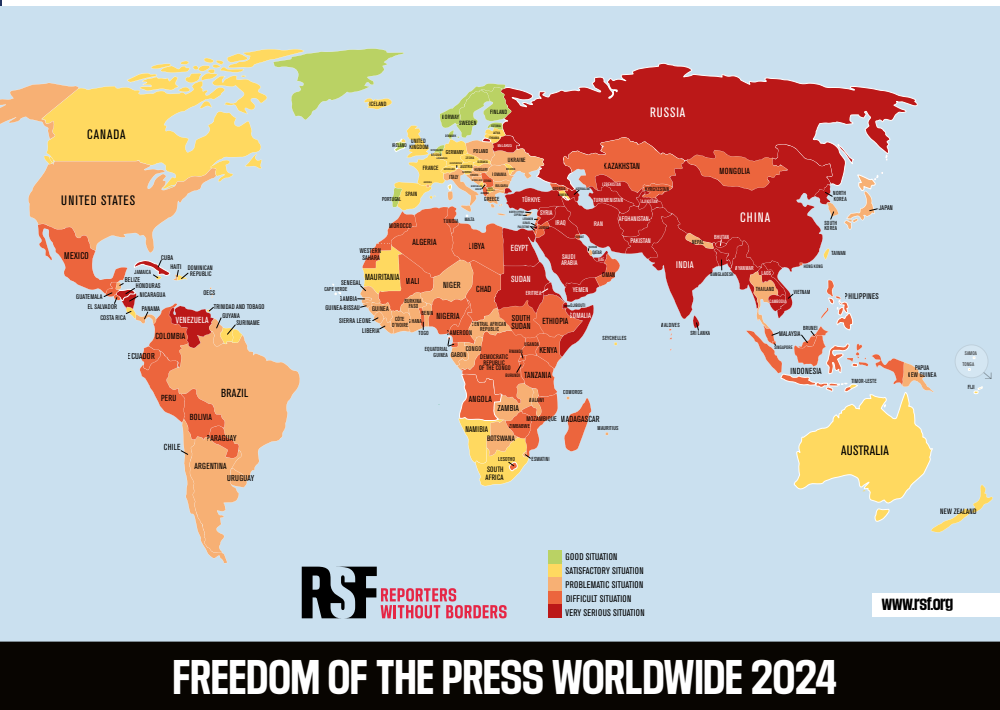 RUSSIA
CANADA
UNITED STATES
MEXICO
ICELAND
NORWAY
SWEDEN
FINLAND
UNITED
KINGDOM
IRELAND
GERMANY
POLAND
BELARUS
UKRAINE
FRANCE
ITALY
ROMANIA
SPAIN
PORTUGAL
GREECE
MALTA
TÜRKIYE
KAZAKHSTAN
MONGOLIA
UZBEKISTAN
KYRGYZSTAN
TURKMENISTAN
TAJIKISTAN
CHINA
NORTH
KOREA
SOUTH
KOREA
JAPAN
SYRIA
IRAQ
IRAN
AFGHANISTAN
PAKISTAN
NEPAL
BHUTAN
INDIA
BANGLADESH
MYANMAR
LAOS
THAILAND
VIETNAM
CAMBODIA
HONG KONG
TAIWAN
PHILIPPINES
MALAYSIA
BRUNEI
SINGAPORE
INDONESIA
TIMOR-LESTE
PAPUA
NEW GUINEA
SAMOA
TONGA
FIJI
AUSTRALIA
NEW ZEALAND
MALDIVES
SRI LANKA
SEYCHELLES
SAUDI
ARABIA
QATAR
OMAN
YEMEN
MOROCCO
WESTERN
SAHARA
ALGERIA
TUNISIA
LIBYA
EGYPT
MAURITANIA
MALI
NIGER
CHAD
SUDAN
ERITREA
DJIBOUTI
SOMALIA
ETHIOPIA
SOUTH
SUDAN
SENEGAL
CAPE VERDE
GAMBIA
GUINEA-BISSAU
GUINEA
SIERRA LEONE
LIBERIA
CÔTE
D'IVOIRE
BURKINA
FASO
GHANA
TOGO
BENIN
NIGERIA
CAMEROON
CENTRAL AFRICAN
REPUBLIC
EQUATORIAL
GUINEA
GABON
CONGO
DEMOCRATIC
REPUBLIC
OF THE CONGO
UGANDA
KENYA
RWANDA
BURUNDI
TANZANIA
COMOROS
ANGOLA
ZAMBIA
MALAWI
MOZAMBIQUE
MADAGASCAR
MAURITIUS
ZIMBABWE
NAMIBIA
BOTSWANA
LESOTHO
ESWATINI
SOUTH
AFRICA
CUBA
JAMAICA
HAITI
DOMINICAN
REPUBLIC
BELIZE
HONDURAS
NICARAGUA
GUATEMALA
EL SALVADOR
COSTA RICA
PANAMA
OECS
TRINIDAD AND TOBAGO
GUYANA
SURINAME
VENEZUELA
COLOMBIA
ECUADOR
PERU
BRAZIL
BOLIVIA
PARAGUAY
CHILE
ARGENTINA
URUGUAY
GOOD SITUATION
SATISFACTORY SITUATION
PROBLEMATIC SITUATION
DIFFICULT SITUATION
VERY SERIOUS SITUATION
RSF REPORTERS
WITHOUT BORDERS
www.rsf.org
FREEDOM OF THE PRESS WORLDWIDE 2024